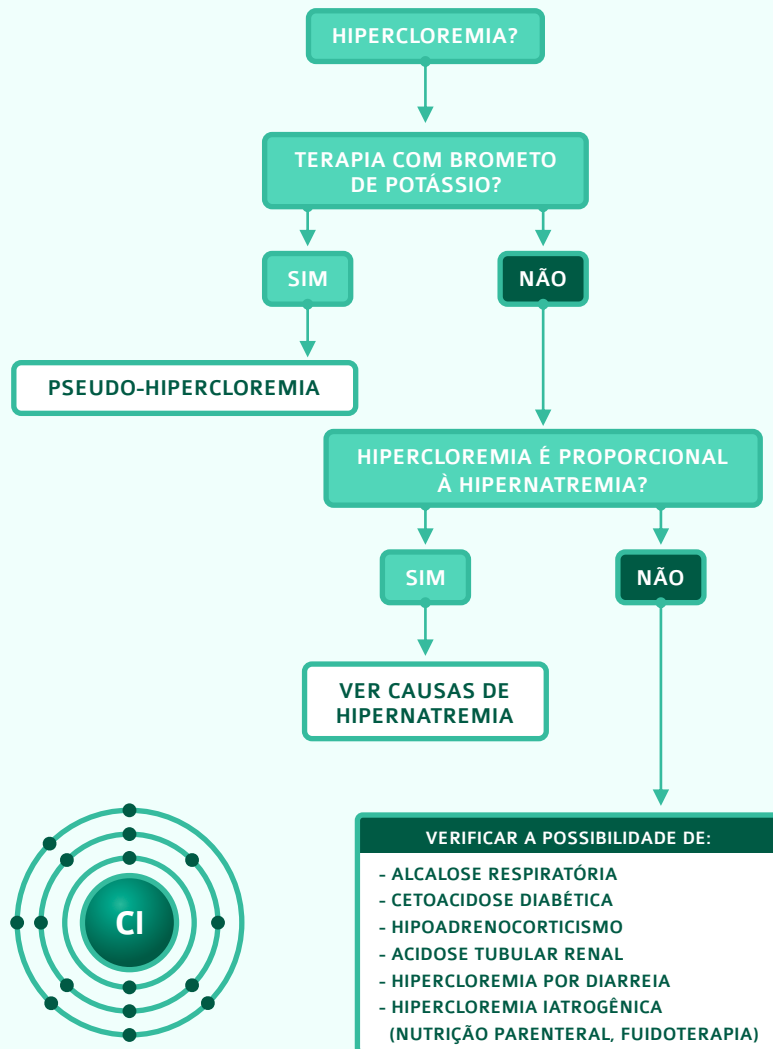 HIPERCLOREMIA?
TERAPIA COM BROMETO
DE POTÁSSIO?
SIM
NÃO
PSEUDO-HIPERCLOREMIA
HIPERCLOREMIA É PROPORCIONAL
À HIPERNATREMIA?
SIM
NÃO
VER CAUSAS DE
HIPERNATREMIA
Cl
VERIFICAR A POSSIBILIDADE DE:
- ALCALOSE RESPIRATÓRIA
- CETOACIDOSE DIABÉTICA
- HIPOADRENOCORTICISMO
- ACIDOSE TUBULAR RENAL
- HIPERCLOREMIA POR DIARREIA
- HIPERCLOREMIA IATROGÊNICA
(NUTRIÇÃO PARENTERAL, FUIDOTERAPIA)